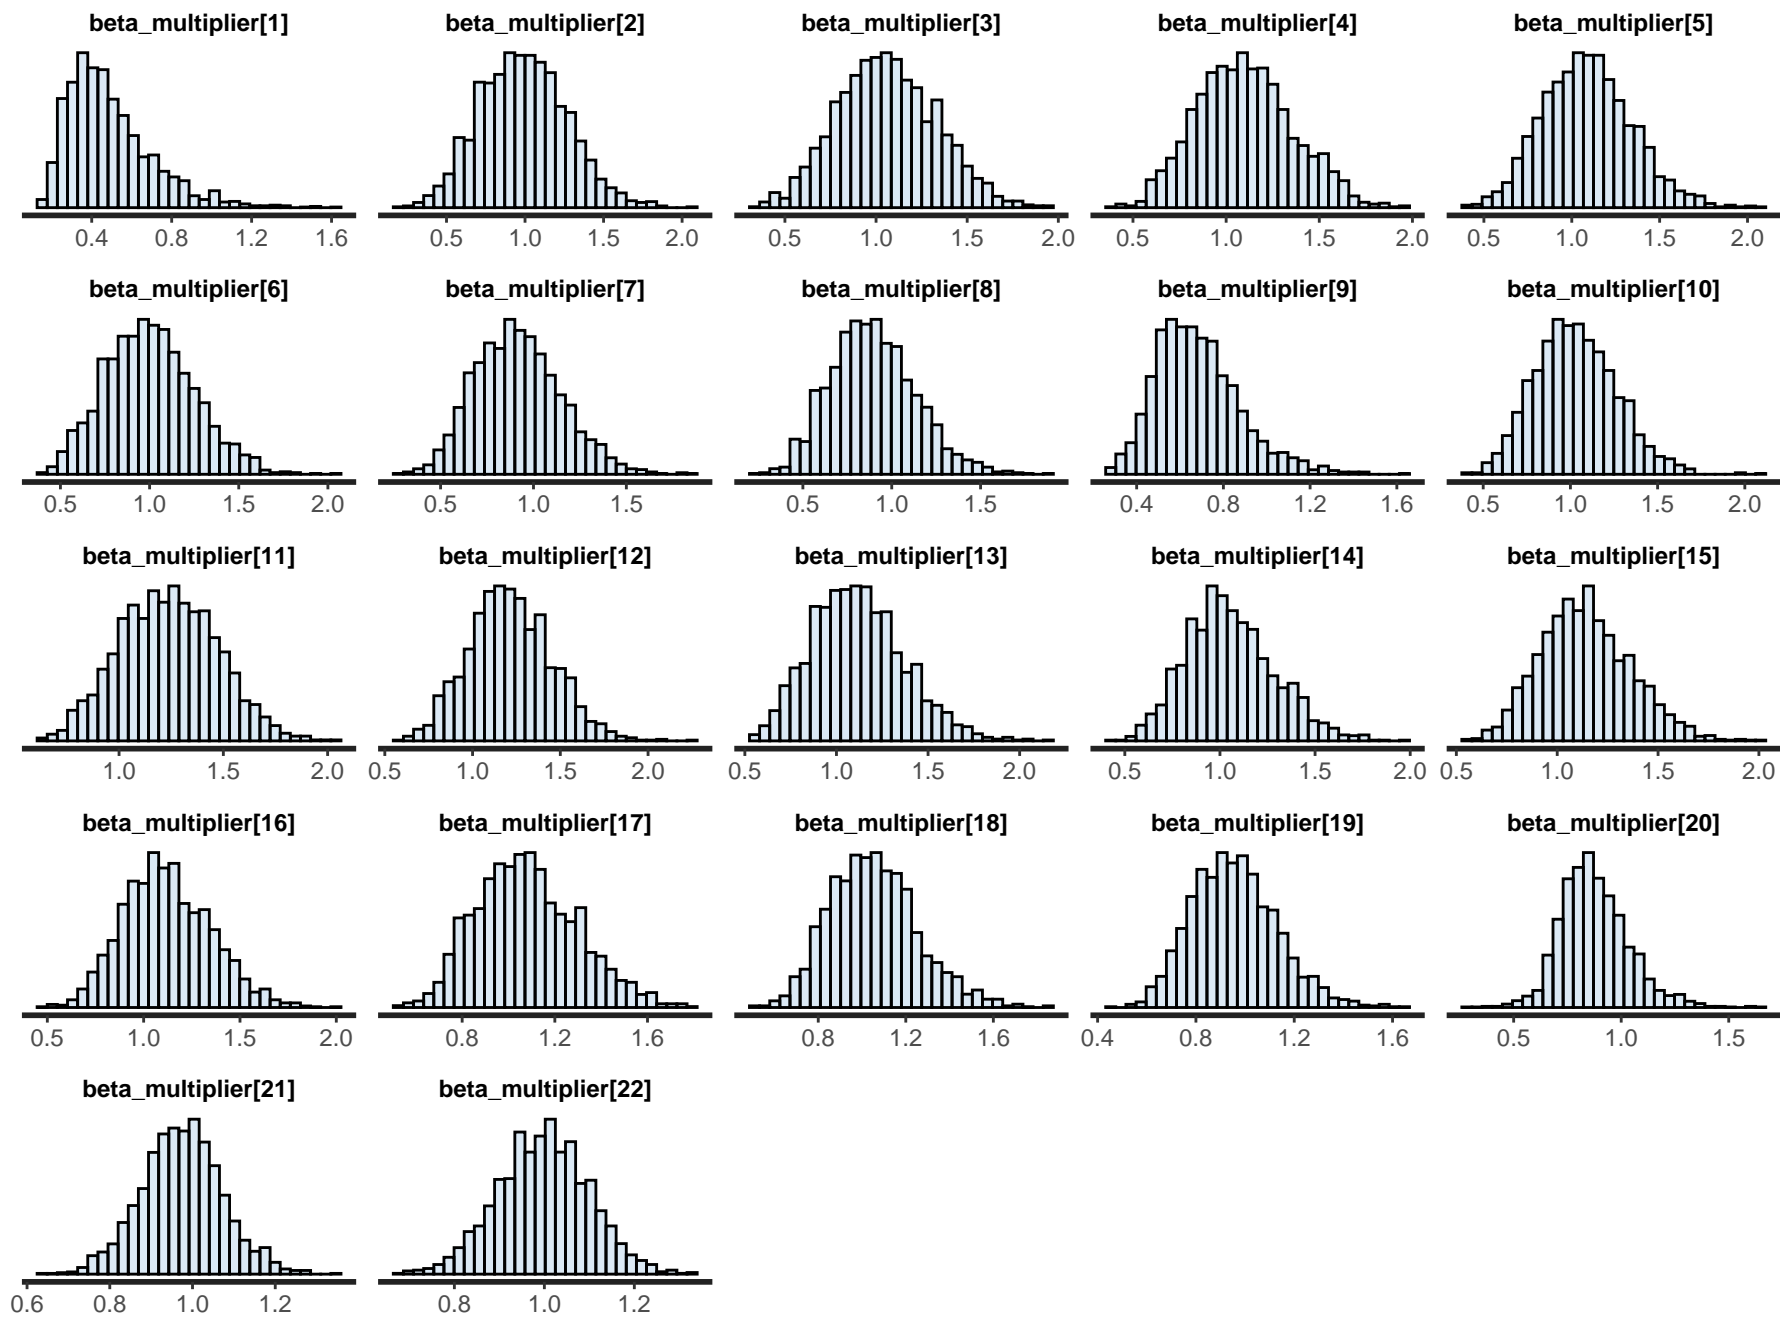 beta_multiplier[1] beta_multiplier[2] beta_multiplier[3] beta_multiplier[4] beta_multiplier[5]
0.4 0.8 1.2 1.6 0.5 1.0 1.5 2.0 0.5 1.0 1.5 2.0 0.5 1.0 1.5 2.0 0.5 1.0 1.5 2.0
beta_multiplier[6] beta_multiplier[7] beta_multiplier[8] beta_multiplier[9] beta_multiplier[10]
0.5 1.0 1.5 2.0 0.5 1.0 1.5 0.5 1.0 1.5 0.4 0.8 1.2 1.6 0.5 1.0 1.5 2.0
beta_multiplier[11] beta_multiplier[12] beta_multiplier[13] beta_multiplier[14] beta_multiplier[15]
1.0 1.5 2.0 0.5 1.0 1.5 2.0 0.5 1.0 1.5 2.0 0.5 1.0 1.5 2.0 0.5 1.0 1.5 2.0
beta_multiplier[16] beta_multiplier[17] beta_multiplier[18] beta_multiplier[19] beta_multiplier[20]
0.5 1.0 1.5 2.0 0.8 1.2 1.6 0.8 1.2 1.6 0.4 0.8 1.2 1.6 0.5 1.0 1.5
beta_multiplier[21] beta_multiplier[22]
0.6 0.8 1.0 1.2 0.8 1.0 1.2